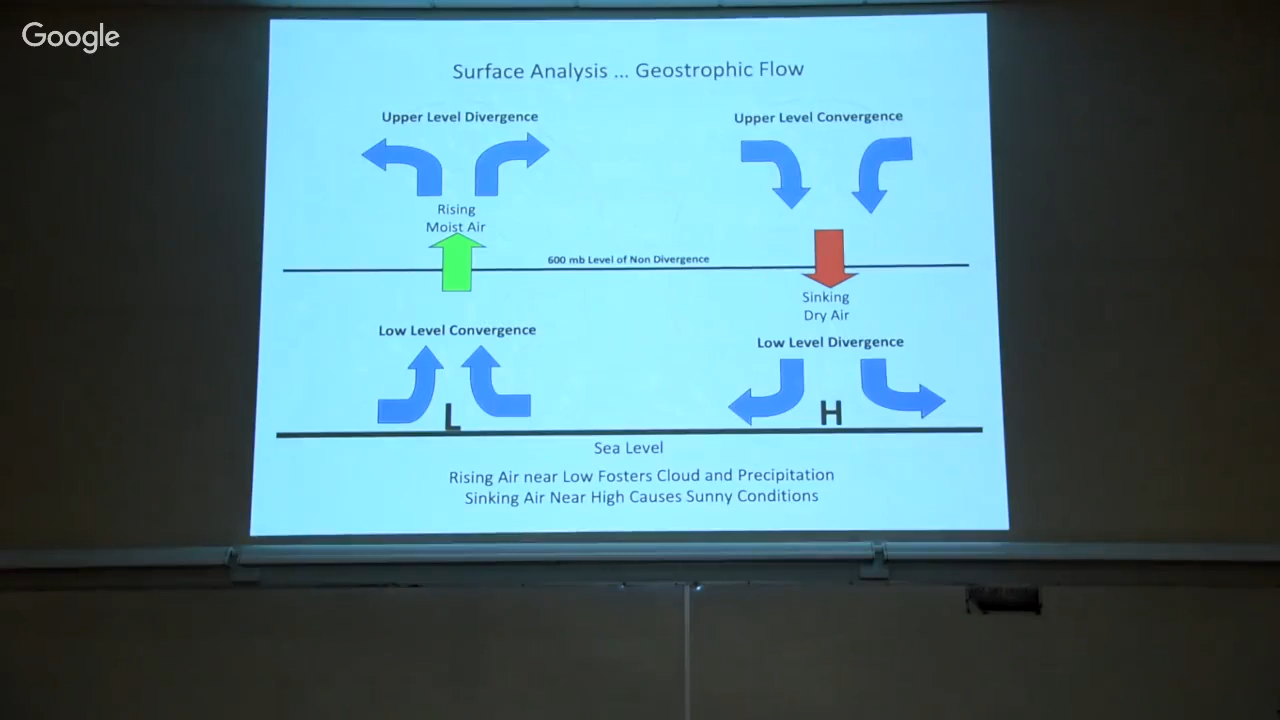 Google
Surface Analysis ... Geostrophic Flow
Upper Level Divergence
Upper Level Convergence
Rising
Moist Air
600 mb Level of Non Divergence
Sinking
Dry Air
Low Level Convergence
Low Level Divergence
L
H
Sea Level
Rising Air near Low Fosters Cloud and Precipitation
Sinking Air Near High Causes Sunny Conditions